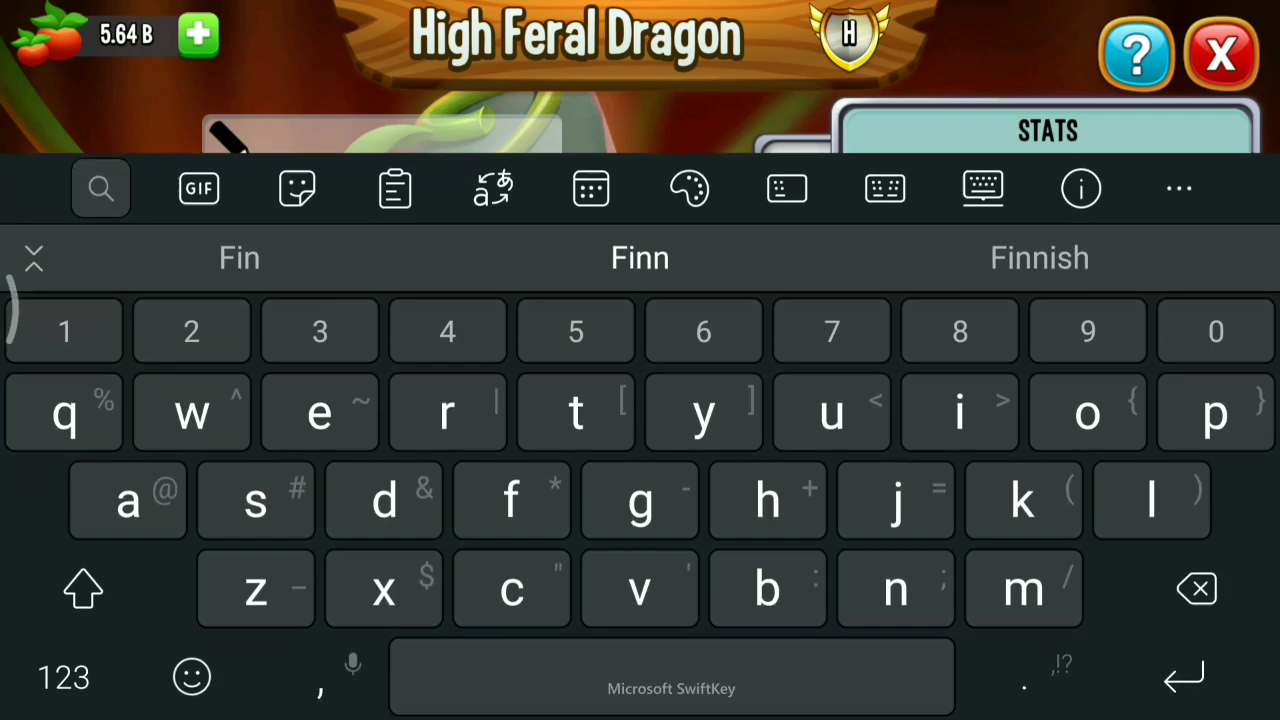 5.64 B
High Feral Dragon
H
?
X
STATS
GIF
Fin Finn Finnish
1 2 3 4 5 6 7 8 9 0
q % w ^ e ~ r | t [ y ] u < i > o { p }
a @ s # d & f * g - h + j = k ( l )
z _ x $ c " v ' b : n ; m /
123 , Microsoft SwiftKey . ,!?